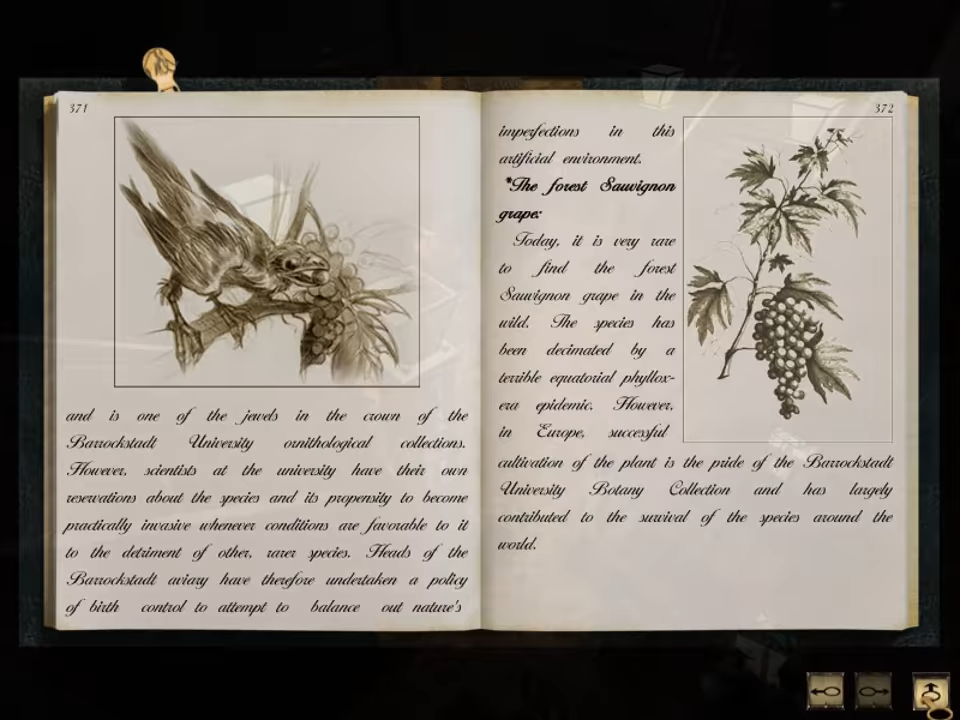 371
and is one of the jewels in the crown of the
Barrockstadt University ornithological collections.
However, scientists at the university have their own
reservations about the species and its propensity to become
practically invasive whenever conditions are favorable to it
to the detriment of other, rarer species. Heads of the
Barrockstadt aviary have therefore undertaken a policy
of birth control to attempt to balance out nature's
372
imperfections in this
artificial environment.
*The forest Sauvignon
grape:
Today, it is very rare
to find the forest
Sauvignon grape in the
wild. The species has
been decimated by a
terrible equatorial phyllox-
era epidemic. However,
in Europe, successful
cultivation of the plant is the pride of the Barrockstadt
University Botany Collection and has largely
contributed to the survival of the species around the
world.